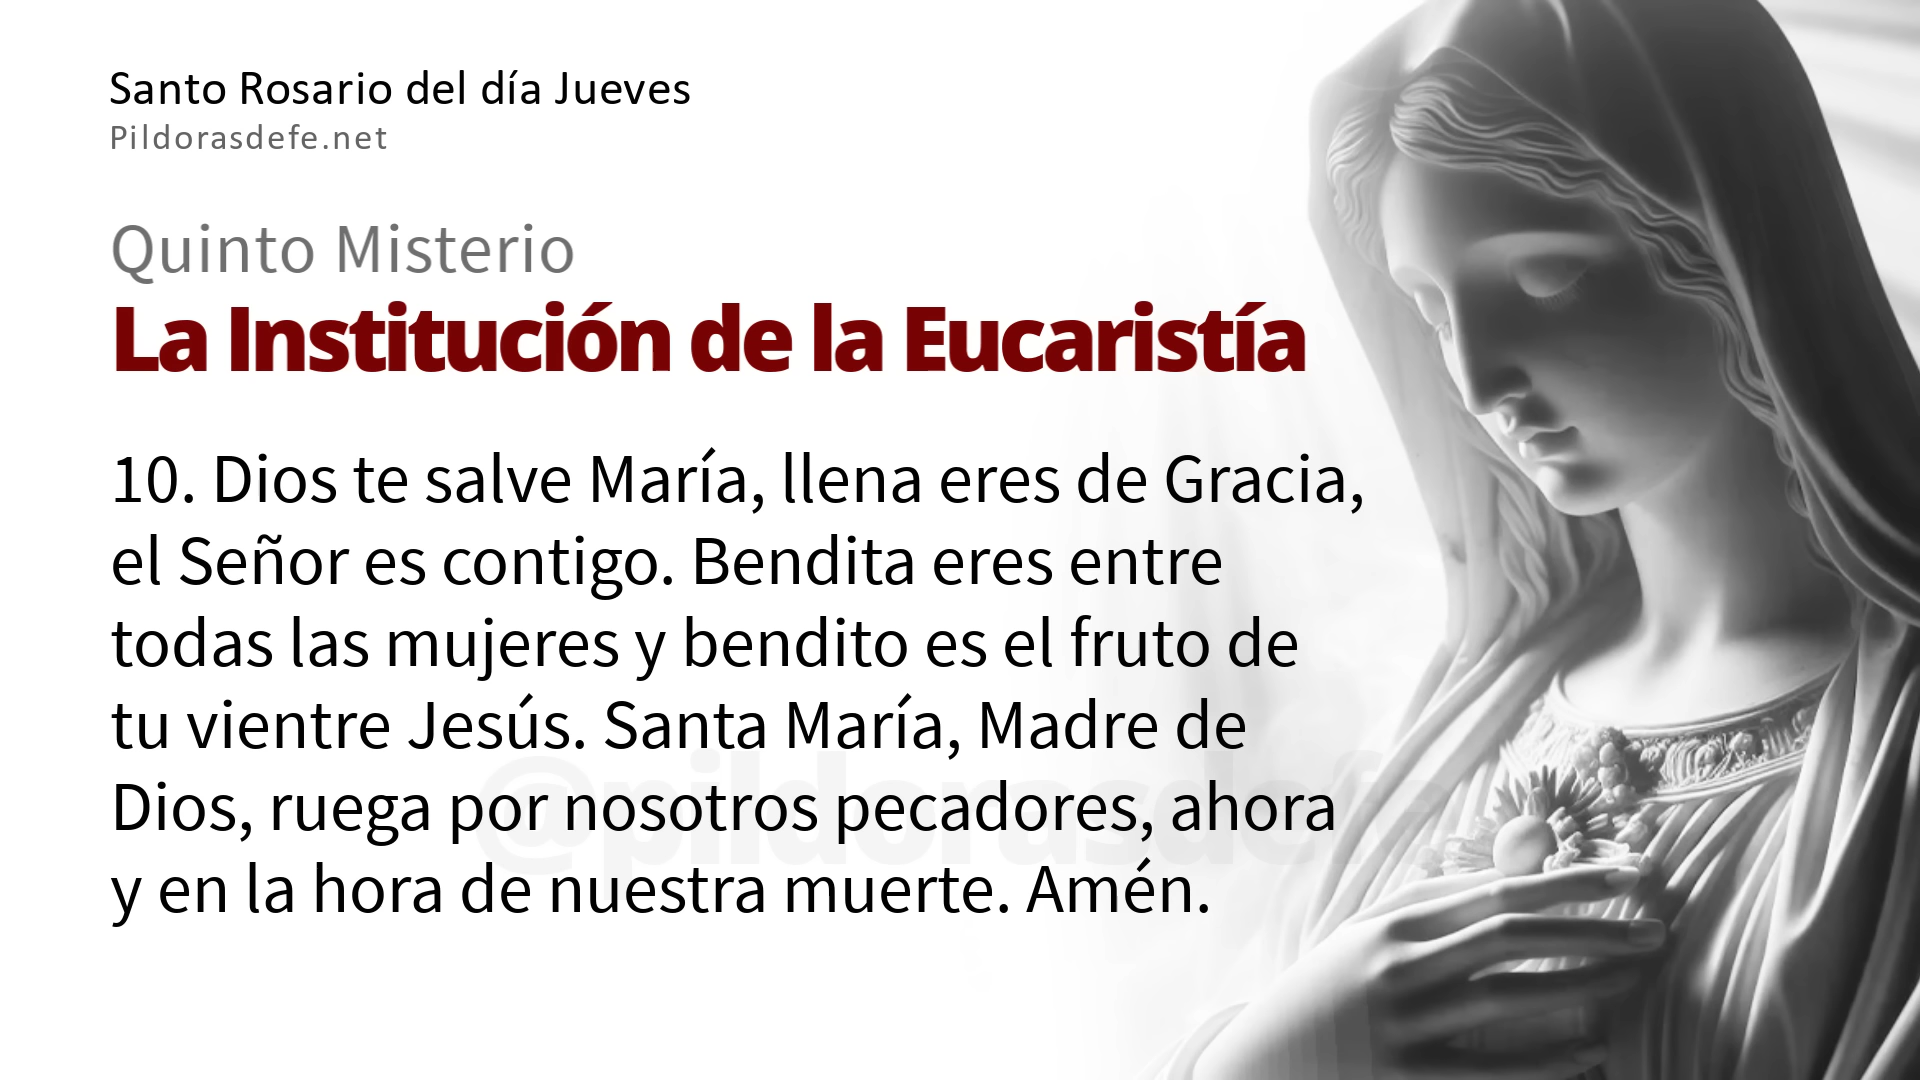 Santo Rosario del día Jueves
Pildorasdefe.net
Quinto Misterio
La Institución de la Eucaristía
10. Dios te salve María, llena eres de Gracia,
el Señor es contigo. Bendita eres entre
todas las mujeres y bendito es el fruto de
tu vientre Jesús. Santa María, Madre de
Dios, ruega por nosotros pecadores, ahora
y en la hora de nuestra muerte. Amén.
@pildorasdefe